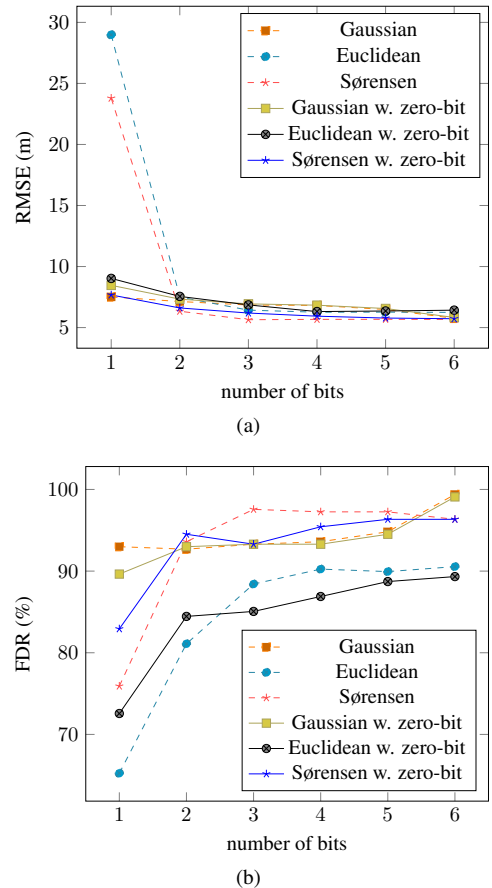 30
25
20
15
10
5
RMSE (m)
Gaussian
Euclidean
Sørensen
Gaussian w. zero-bit
Euclidean w. zero-bit
Sørensen w. zero-bit
1 2 3 4 5 6
number of bits
(a)
100
90
80
70
FDR (%)
Gaussian
Euclidean
Sørensen
Gaussian w. zero-bit
Euclidean w. zero-bit
Sørensen w. zero-bit
1 2 3 4 5 6
number of bits
(b)